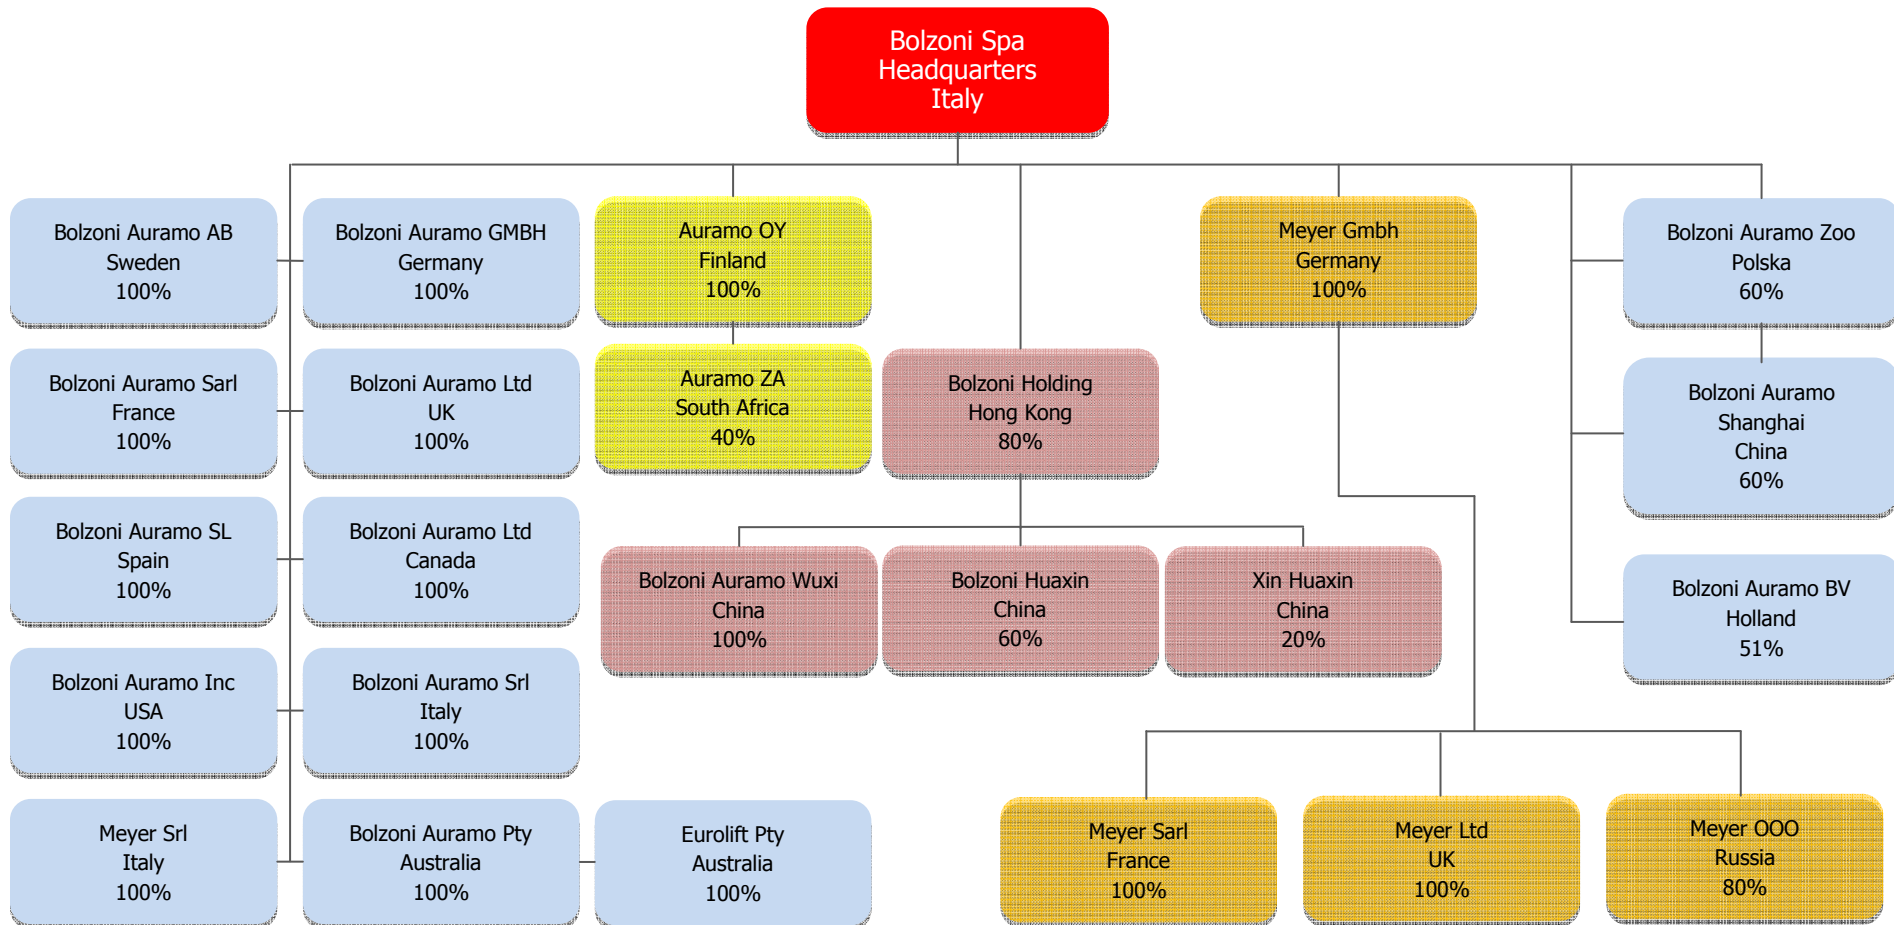 Bolzoni Spa
Headquarters
Italy
Bolzoni Auramo AB
Sweden
100%
Bolzoni Auramo GMBH
Germany
100%
Auramo OY
Finland
100%
Meyer Gmbh
Germany
100%
Bolzoni Auramo Zoo
Polska
60%
Bolzoni Auramo Sarl
France
100%
Bolzoni Auramo Ltd
UK
100%
Auramo ZA
South Africa
40%
Bolzoni Holding
Hong Kong
80%
Bolzoni Auramo
Shanghai
China
60%
Bolzoni Auramo SL
Spain
100%
Bolzoni Auramo Ltd
Canada
100%
Bolzoni Auramo Wuxi
China
100%
Bolzoni Huaxin
China
60%
Xin Huaxin
China
20%
Bolzoni Auramo BV
Holland
51%
Bolzoni Auramo Inc
USA
100%
Bolzoni Auramo Srl
Italy
100%
Meyer Srl
Italy
100%
Bolzoni Auramo Pty
Australia
100%
Eurolift Pty
Australia
100%
Meyer Sarl
France
100%
Meyer Ltd
UK
100%
Meyer OOO
Russia
80%